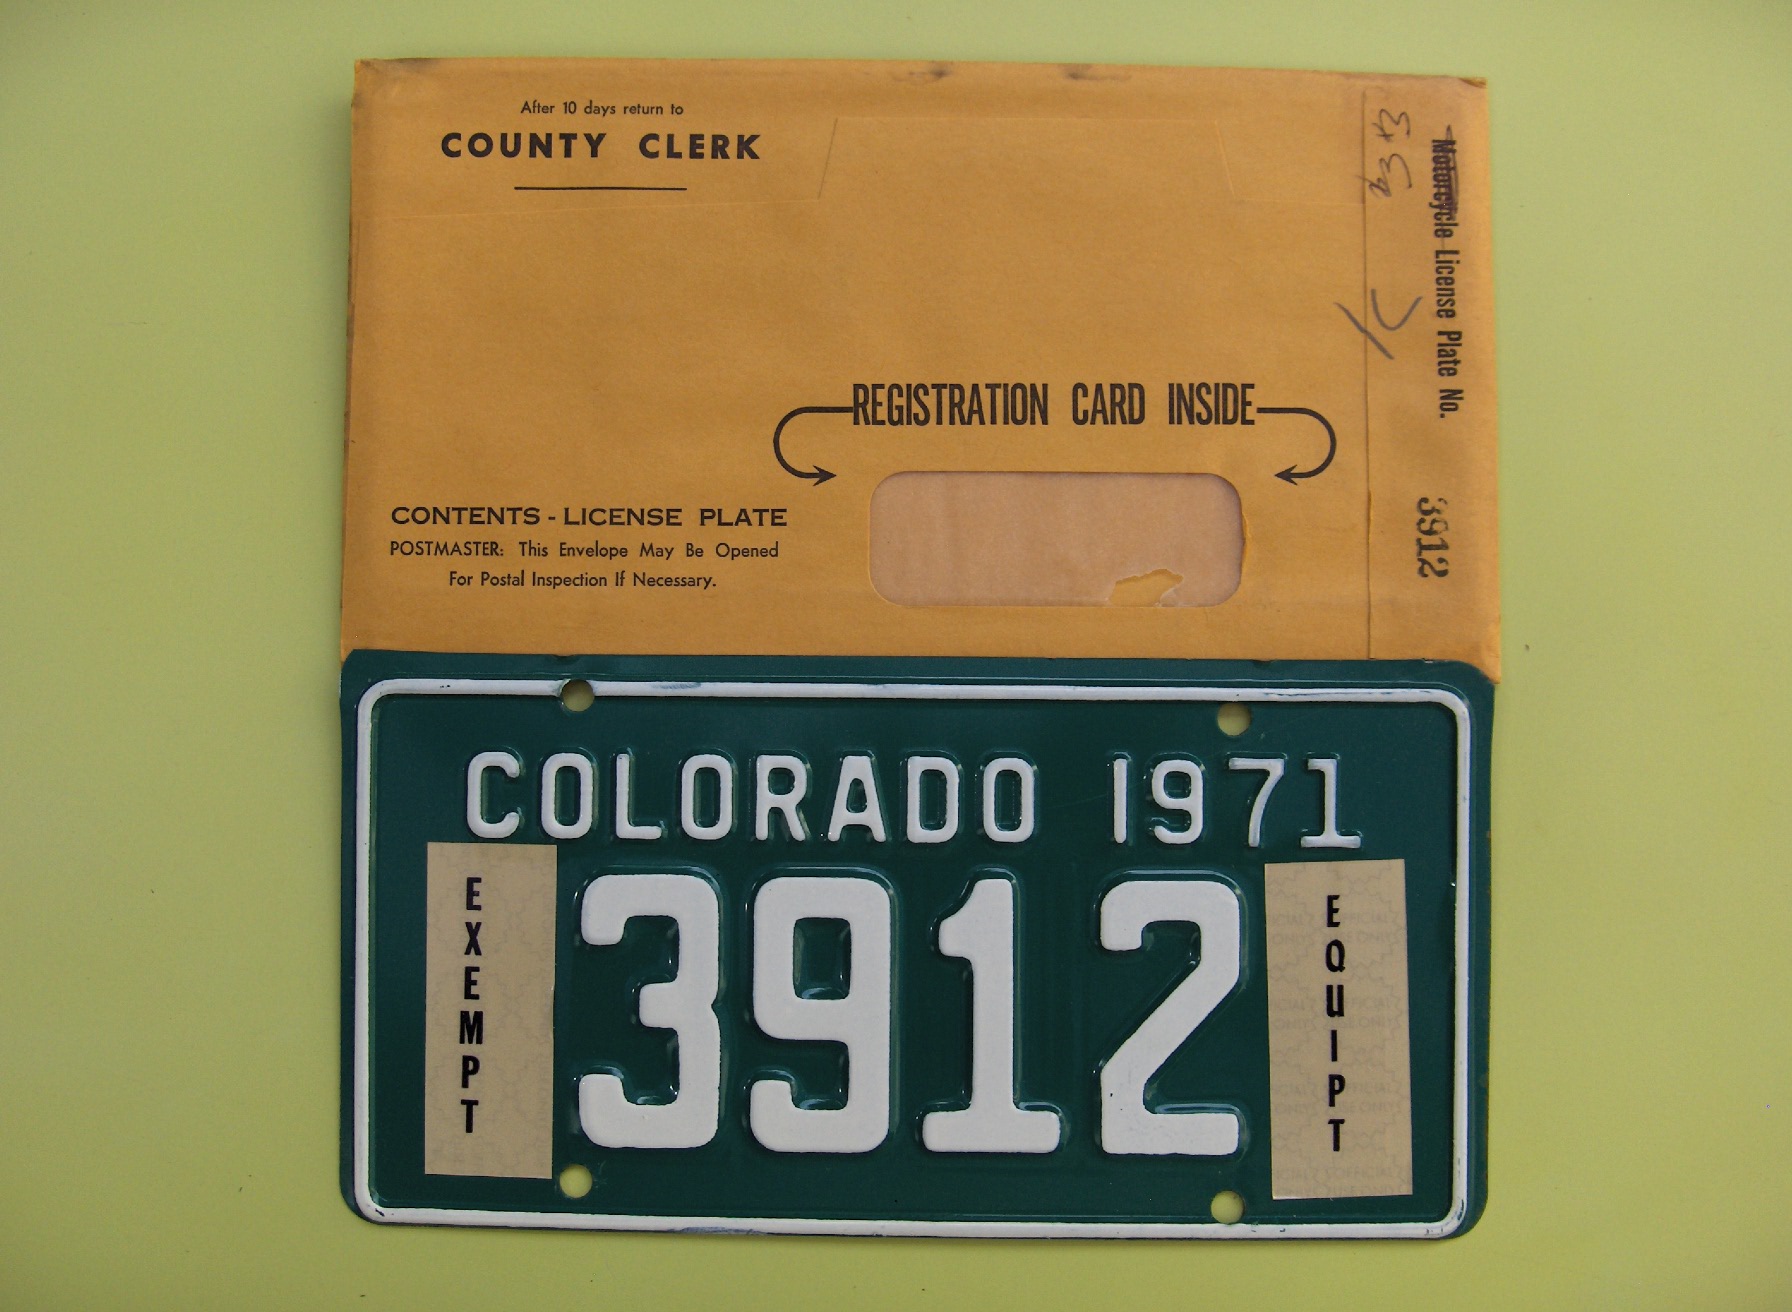 After 10 days return to
COUNTY CLERK
REGISTRATION CARD INSIDE
CONTENTS - LICENSE PLATE
POSTMASTER: This Envelope May Be Opened
For Postal Inspection If Necessary.
Motorcycle License Plate No. 3912
COLORADO 1971
EXEMPT
3912
EQUIPT